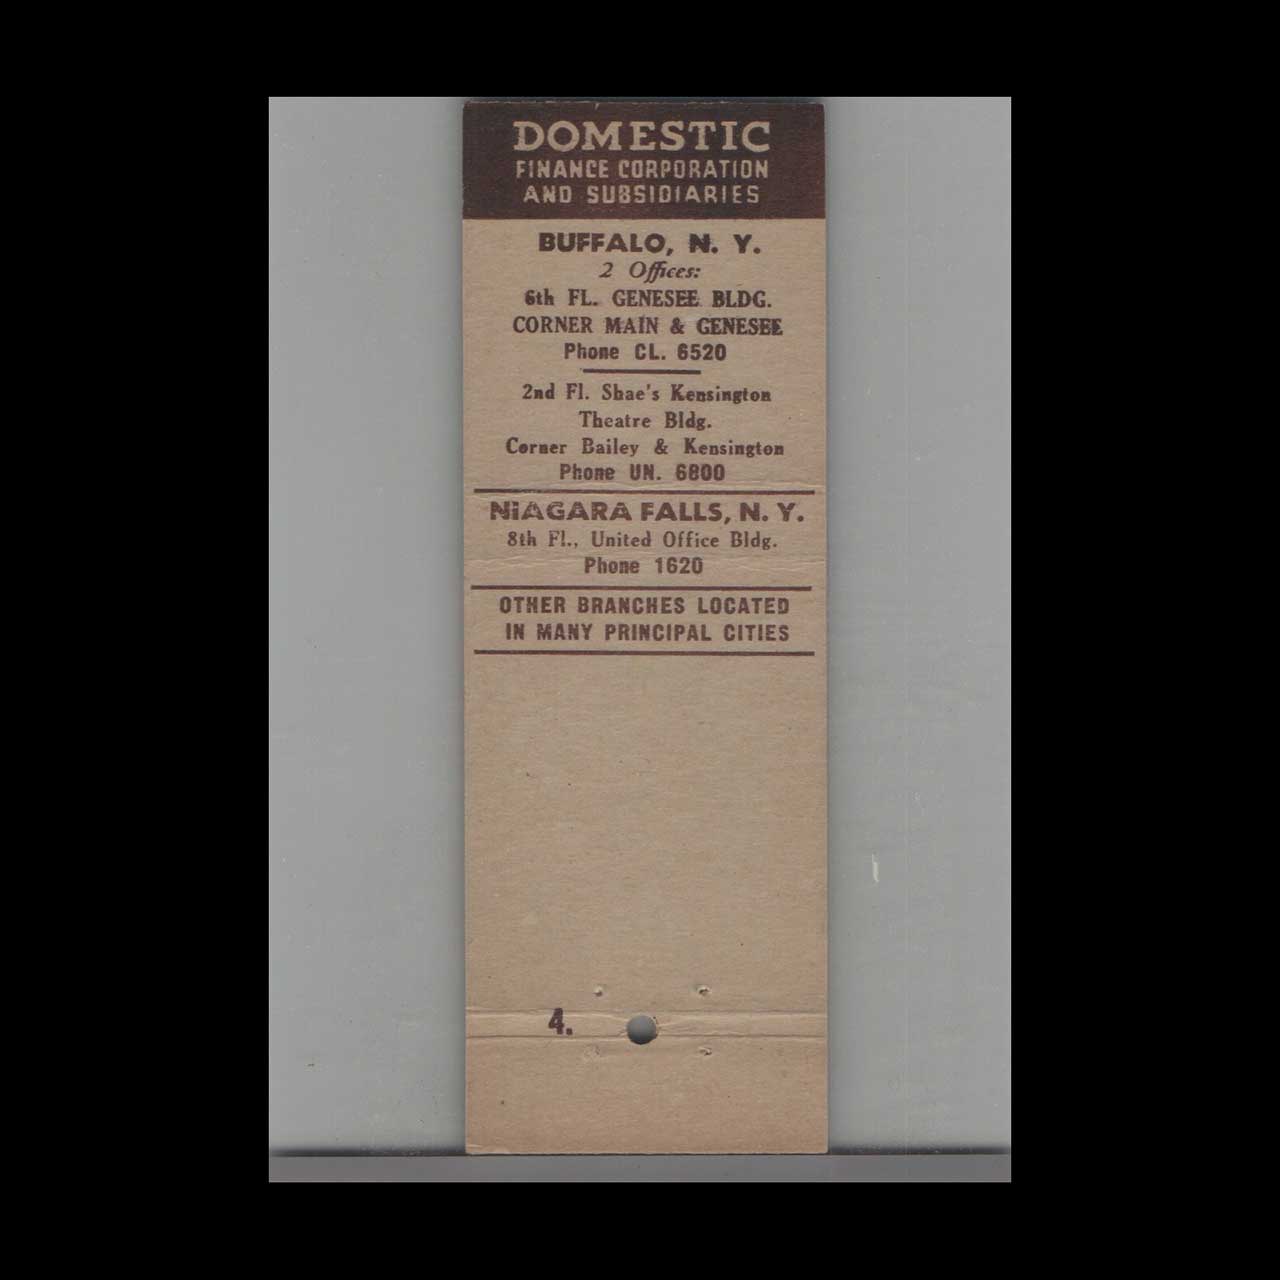 DOMESTIC
FINANCE CORPORATION
AND SUBSIDIARIES
BUFFALO, N. Y.
2 Offices:
6th FL. GENESEE BLDG.
CORNER MAIN & GENESEE
Phone CL. 6520
2nd Fl. Shae's Kensington
Theatre Bldg.
Corner Bailey & Kensington
Phone UN. 6800
NIAGARA FALLS, N. Y.
8th Fl., United Office Bldg.
Phone 1620
OTHER BRANCHES LOCATED
IN MANY PRINCIPAL CITIES
4.